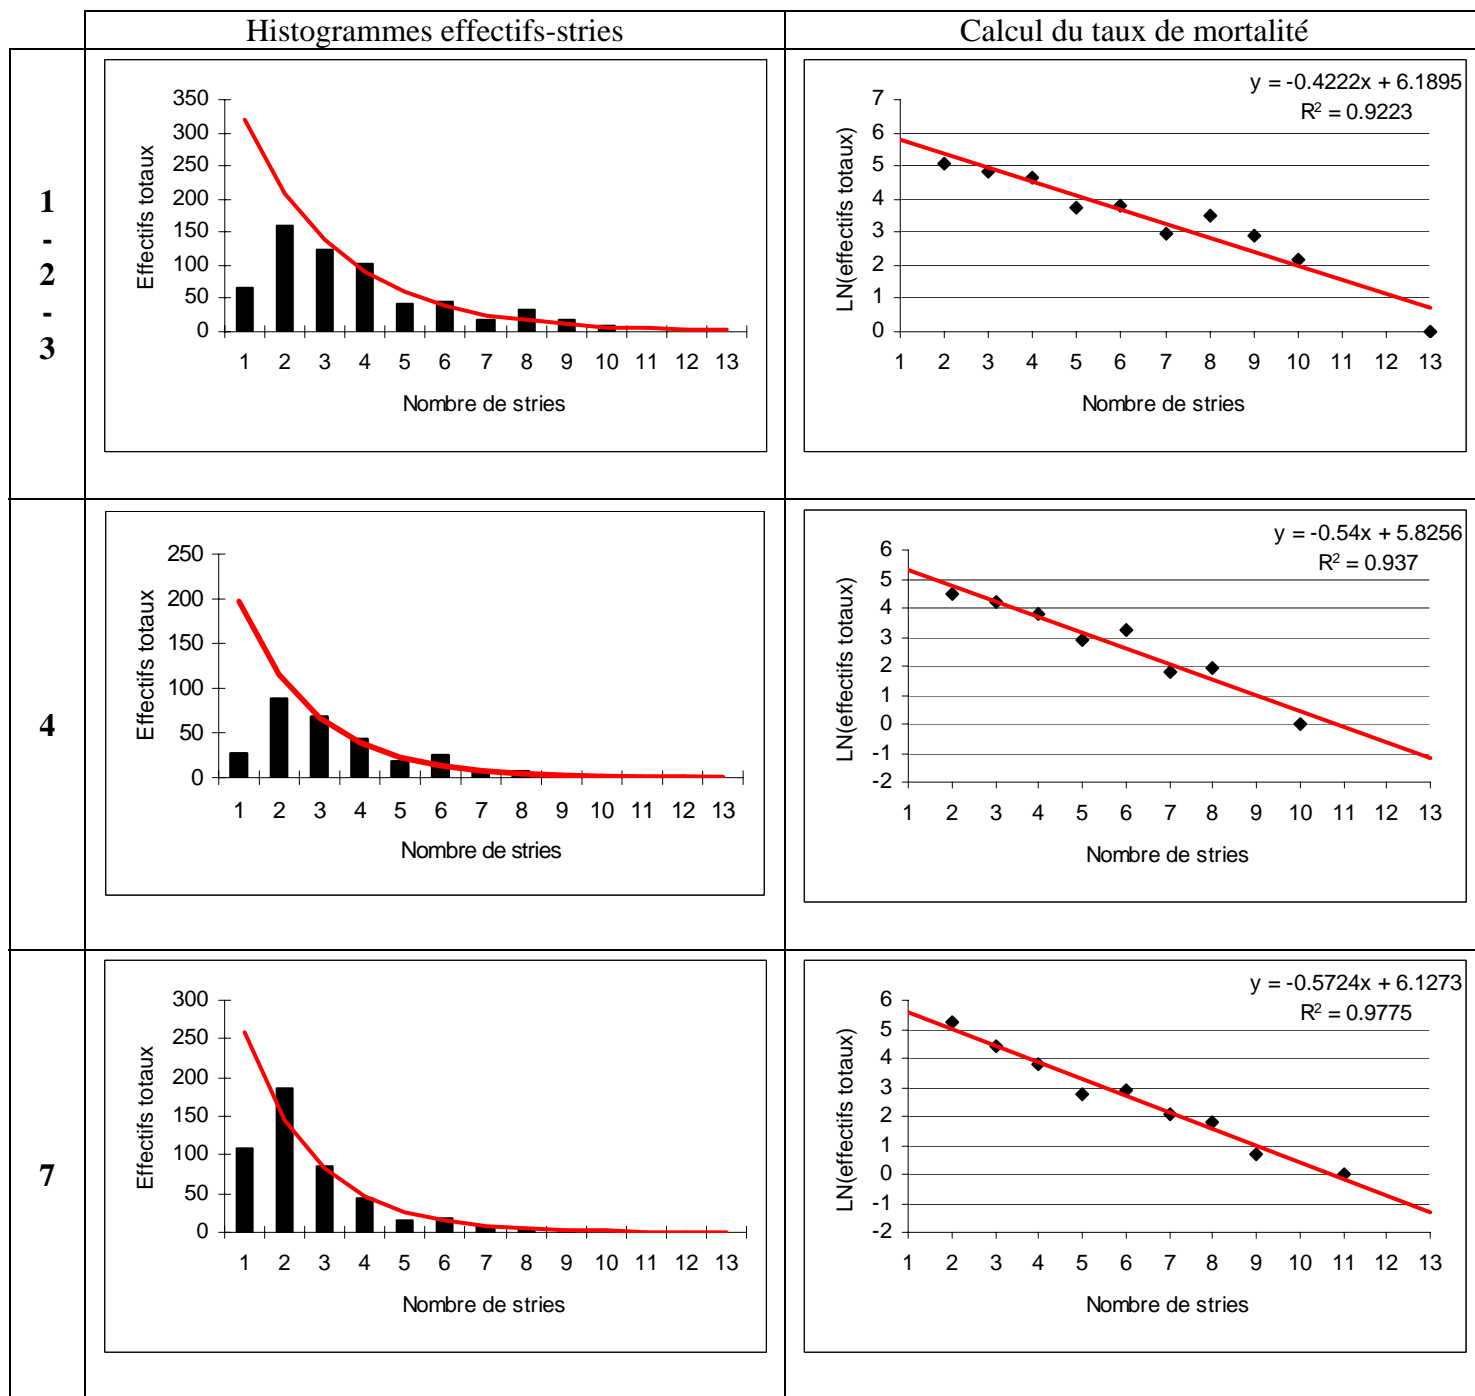 Histogrammes effectifs-stries
Calcul du taux de mortalité
1
-
2
-
3
350
300
250
200
150
100
50
0
Effectifs totaux
1 2 3 4 5 6 7 8 9 10 11 12 13
Nombre de stries
y = -0.4222x + 6.1895
R² = 0.9223
7
6
5
4
3
2
1
0
LN(effectifs totaux)
1 2 3 4 5 6 7 8 9 10 11 12 13
Nombre de stries
4
250
200
150
100
50
0
Effectifs totaux
1 2 3 4 5 6 7 8 9 10 11 12 13
Nombre de stries
y = -0.54x + 5.8256
R² = 0.937
6
5
4
3
2
1
0
-1
-2
LN(effectifs totaux)
1 2 3 4 5 6 7 8 9 10 11 12 13
Nombre de stries
7
300
250
200
150
100
50
0
Effectifs totaux
1 2 3 4 5 6 7 8 9 10 11 12 13
Nombre de stries
y = -0.5724x + 6.1273
R² = 0.9775
6
5
4
3
2
1
0
-1
-2
LN(effectifs totaux)
1 2 3 4 5 6 7 8 9 10 11 12 13
Nombre de stries